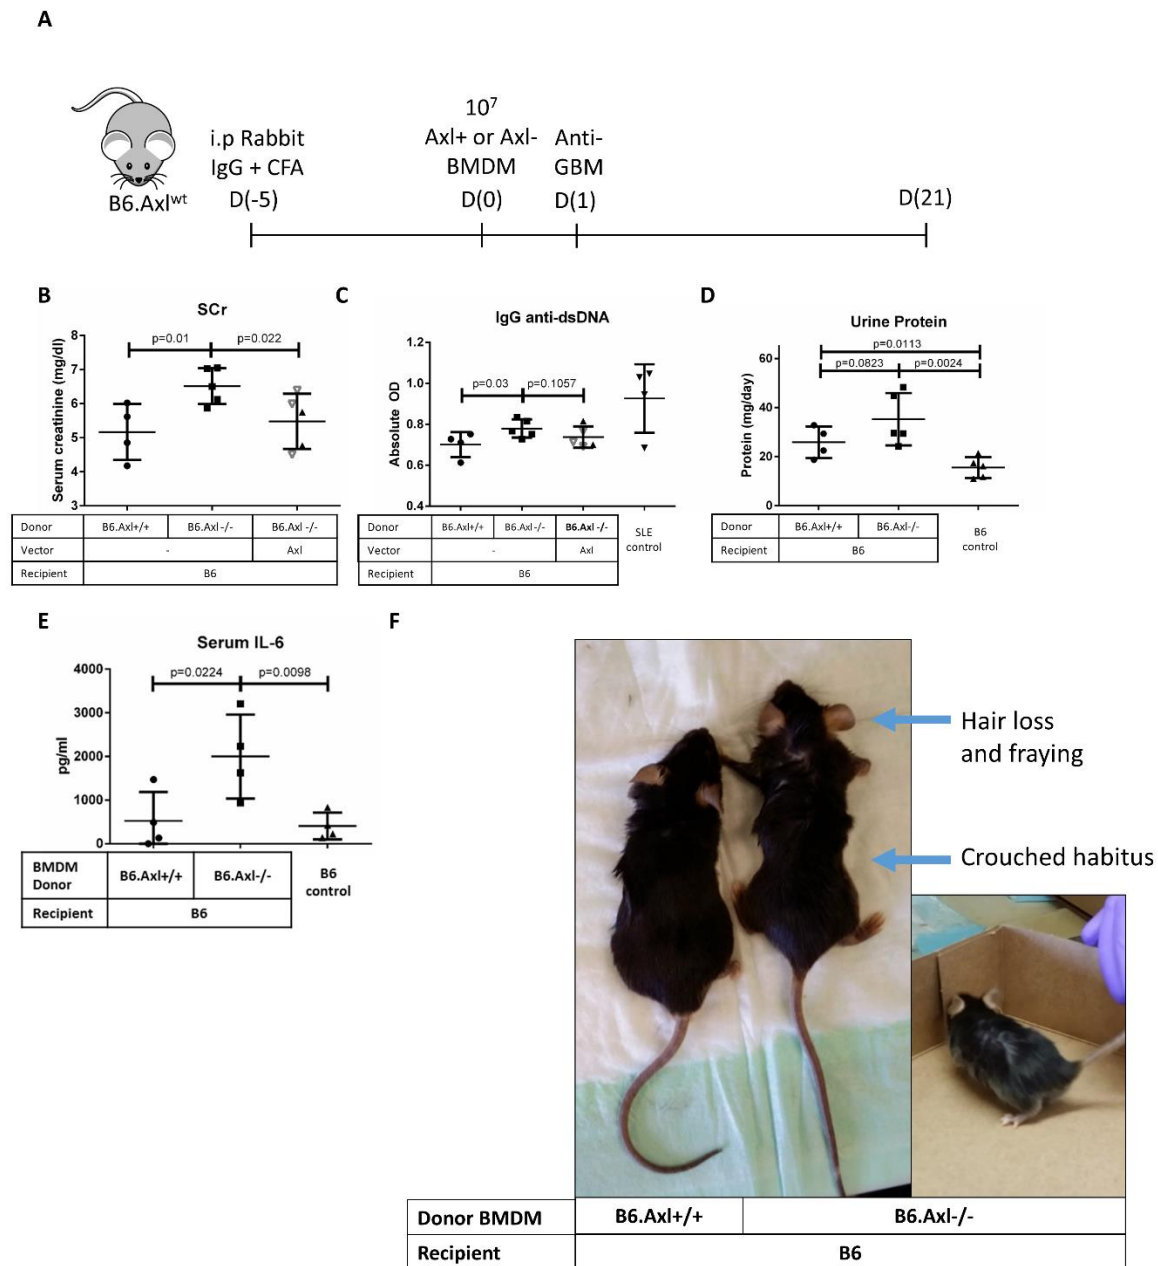 A
i.p Rabbit
IgG + CFA
D(-5)
10⁷
Axl+ or Axl-
BMDM
D(0)
Anti-
GBM
D(1)
D(21)
B6.Axlʷᵗ
B
SCr
p=0.01
p=0.022
Serum creatinine (mg/dl)
8
7
6
5
4
3
Donor B6.Axl+/+ B6.Axl-/- B6.Axl -/-
Vector - Axl
Recipient B6
C
IgG anti-dsDNA
p=0.03
p=0.1057
Absolute OD
1.2
1.0
0.8
0.6
0.4
Donor B6.Axl+/+ B6.Axl-/- B6.Axl -/-
Vector - Axl
Recipient B6
SLE
control
D
Urine Protein
p=0.0113
p=0.0823
p=0.0024
Protein (mg/day)
60
40
20
0
Donor B6.Axl+/+ B6.Axl-/-
Recipient B6
B6
control
E
Serum IL-6
p=0.0224
p=0.0098
pg/ml
4000
3000
2000
1000
0
BMDM
Donor
B6.Axl+/+ B6.Axl-/-
Recipient B6
B6
control
F
Hair loss
and fraying
Crouched habitus
Donor BMDM B6.Axl+/+ B6.Axl-/-
Recipient B6